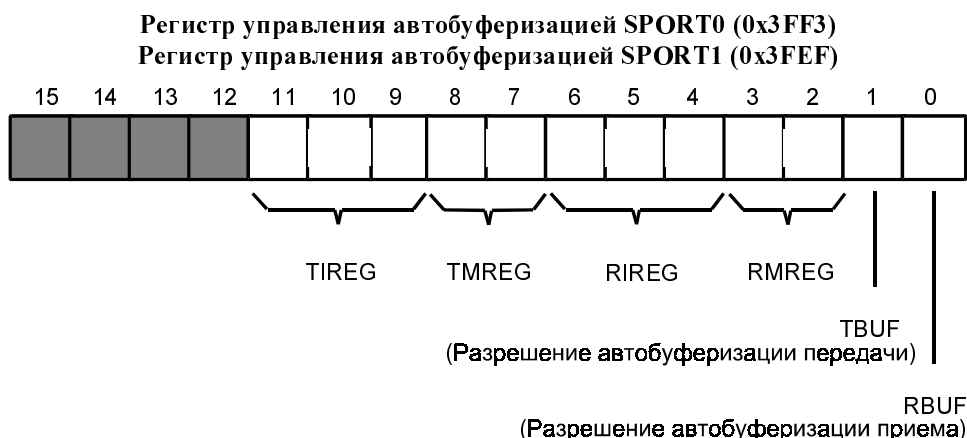 Регистр управления автобуферизацией SPORT0 (0x3FF3)
Регистр управления автобуферизацией SPORT1 (0x3FEF)
15 14 13 12 11 10 9 8 7 6 5 4 3 2 1 0
TIREG TMREG RIREG RMREG
TBUF
(Разрешение автобуферизации передачи)
RBUF
(Разрешение автобуферизации приема)